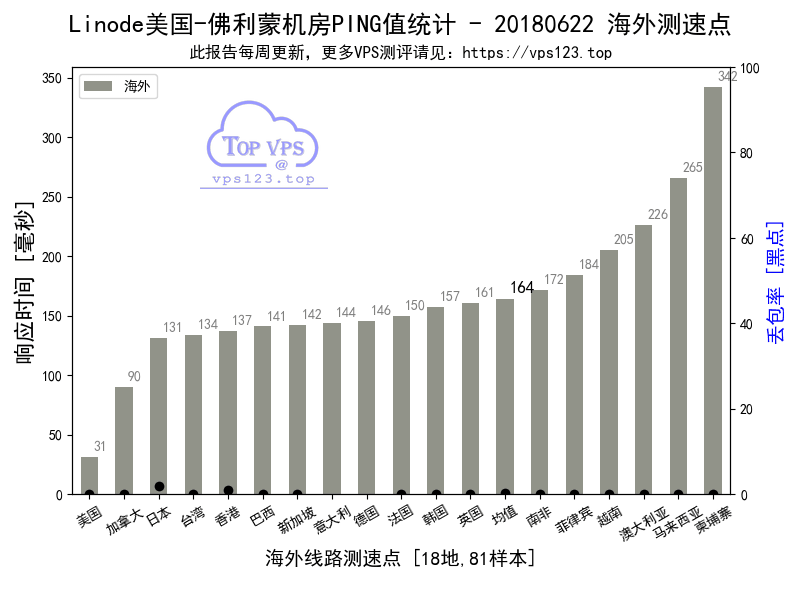 Linode美国-佛利蒙机房PING值统计 - 20180622 海外测速点
此报告每周更新，更多VPS测评请见：https://vps123.top
海外
TOP VPS
@
vps123.top
响应时间 [毫秒]
350
300
250
200
150
100
50
0
31
90
131
134
137
141
142
144
146
150
157
161
164
172
184
205
226
265
342
100
80
60
40
20
0
丢包率 [黑点]
美国
加拿大
日本
台湾
香港
巴西
新加坡
意大利
德国
法国
韩国
英国
均值
南非
菲律宾
越南
澳大利亚
马来西亚
柬埔寨
海外线路测速点 [18地,81样本]